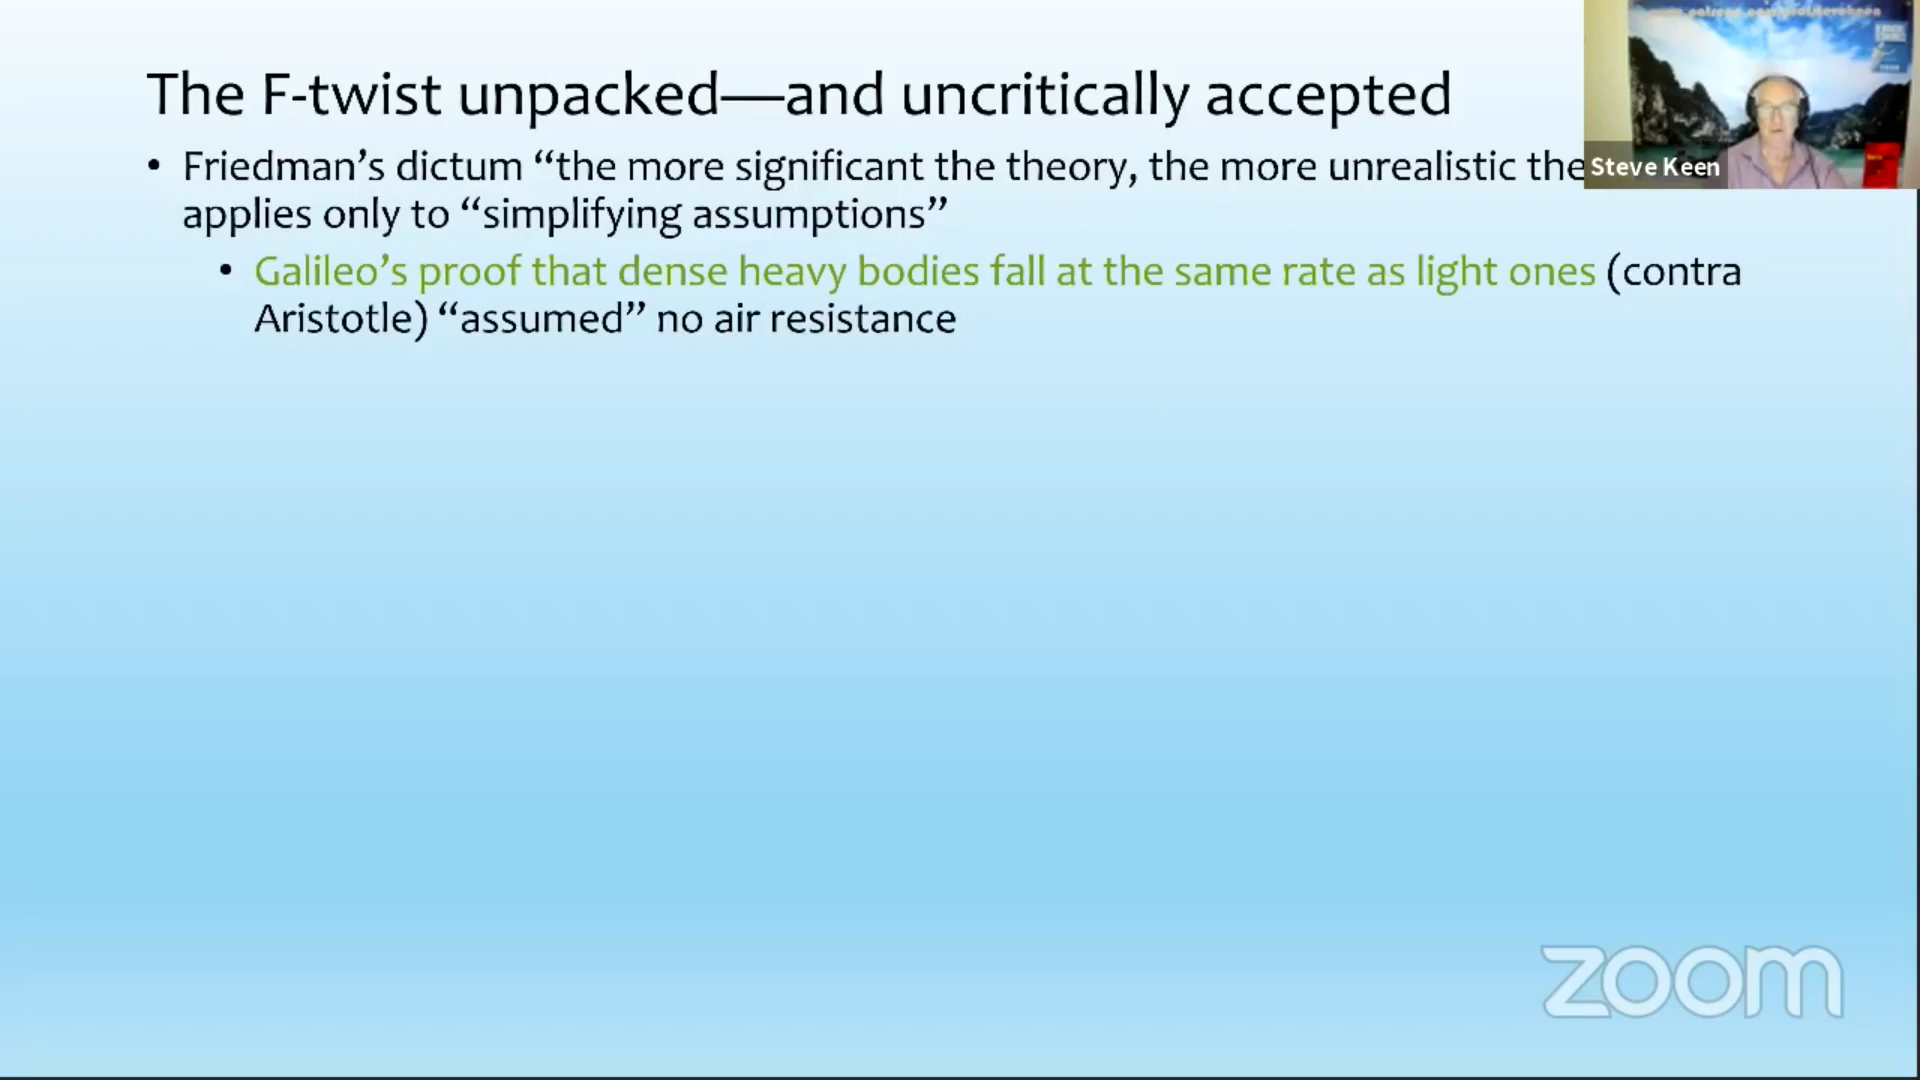 The F-twist unpacked—and uncritically accepted
• Friedman’s dictum “the more significant the theory, the more unrealistic the
applies only to “simplifying assumptions”
• Galileo’s proof that dense heavy bodies fall at the same rate as light ones (contra
Aristotle) “assumed” no air resistance
Steve Keen
zoom